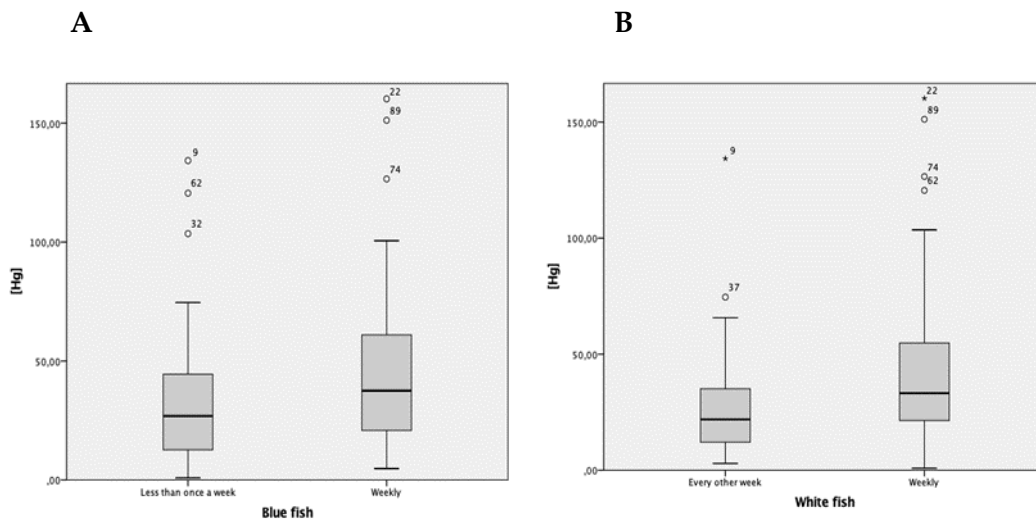 A
B
22
150,00
89
9
74
62
32
100,00
[Hg]
50,00
,00
Less than once a week
Weekly
Blue fish
22
150,00
89
9
74
62
100,00
37
[Hg]
50,00
,00
Every other week
Weekly
White fish